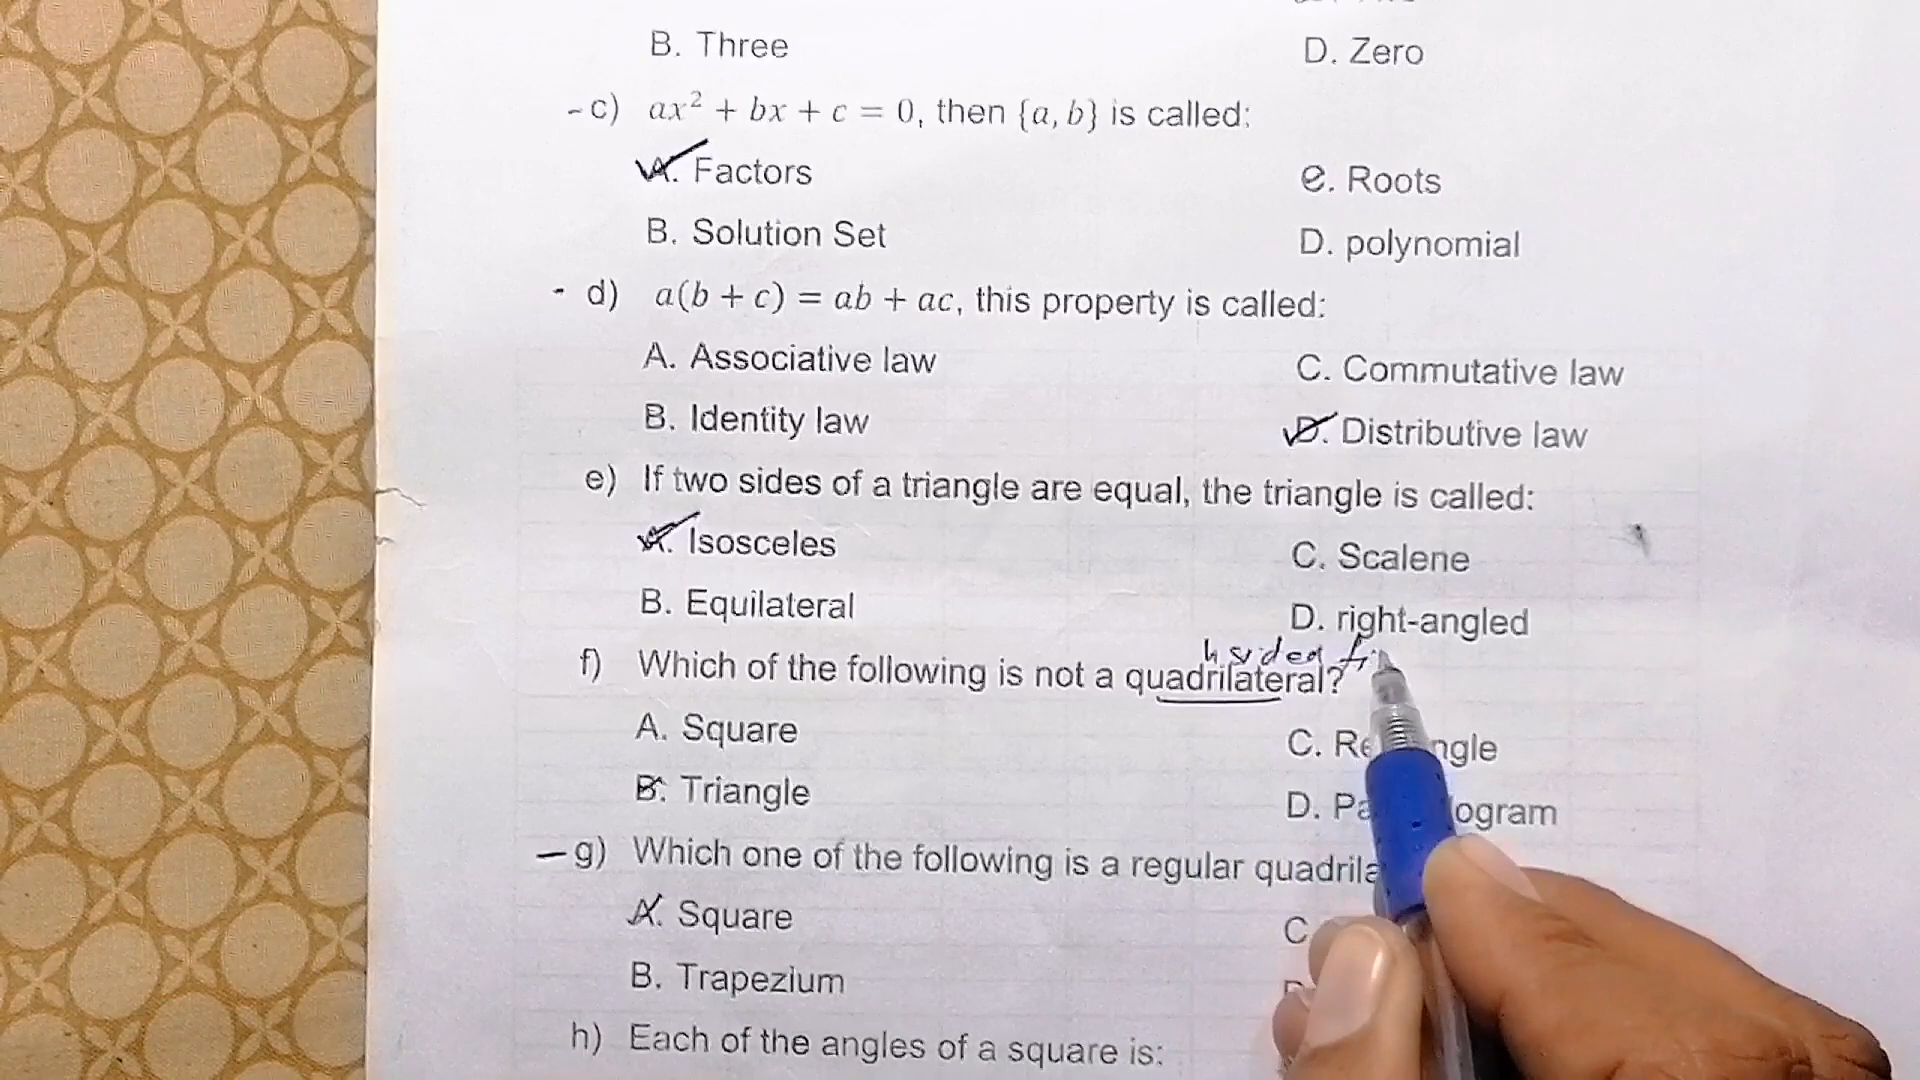 B. Three
D. Zero
- c) ax² + bx + c = 0, then {a, b} is called:
A. Factors
C. Roots
B. Solution Set
D. polynomial
- d) a(b + c) = ab + ac, this property is called:
A. Associative law
C. Commutative law
B. Identity law
D. Distributive law
e) If two sides of a triangle are equal, the triangle is called:
A. Isosceles
C. Scalene
B. Equilateral
D. right-angled
f) Which of the following is not a quadrilateral?
A. Square
C.
B. Triangle
D.
– g) Which one of the following is a regular
A. Square
C
B. Trapezium
h) Each of the angles of a square is: